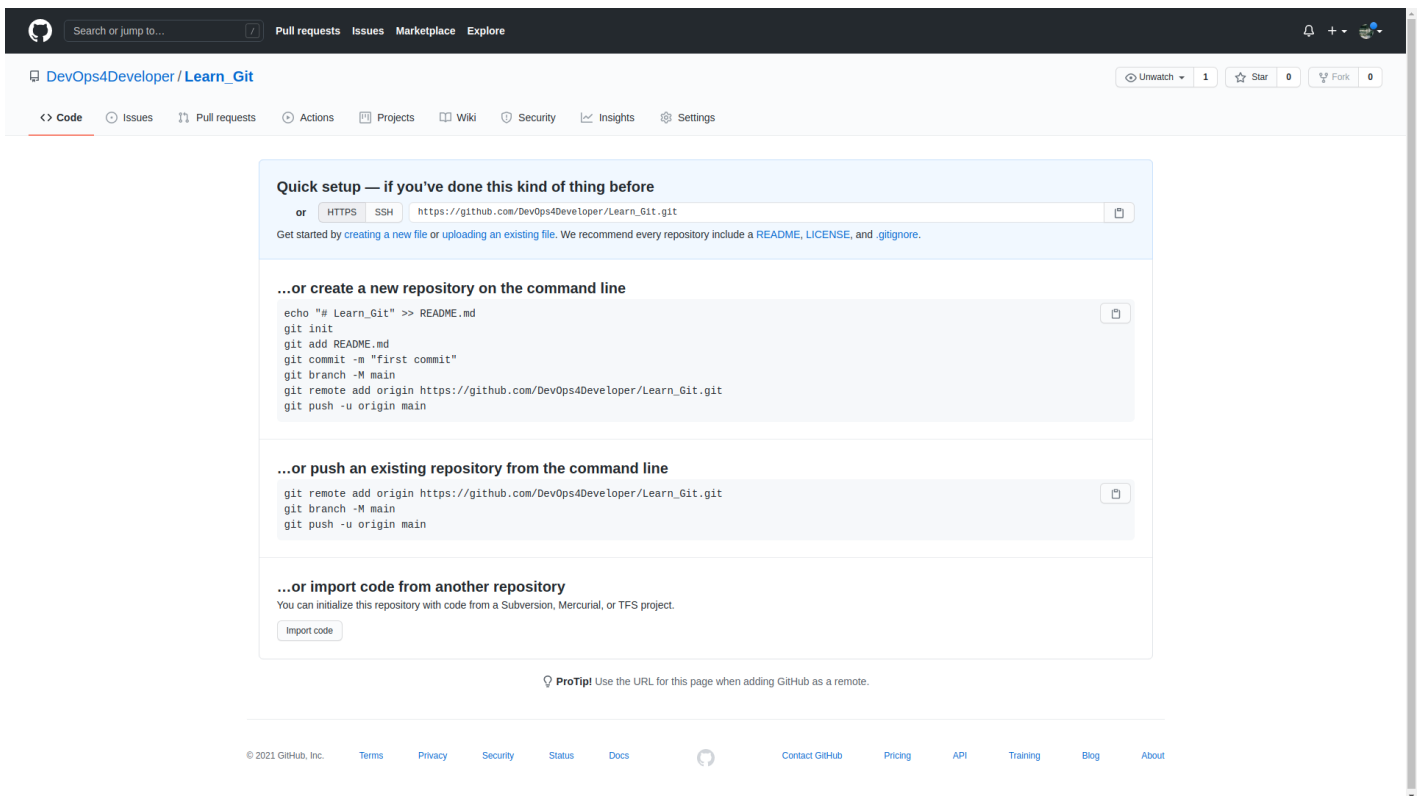 Search or jump to... / Pull requests Issues Marketplace Explore
DevOps4Developer / Learn_Git Unwatch 1 Star 0 Fork 0
<> Code Issues Pull requests Actions Projects Wiki Security Insights Settings
Quick setup — if you've done this kind of thing before
or HTTPS SSH https://github.com/DevOps4Developer/Learn_Git.git
Get started by creating a new file or uploading an existing file. We recommend every repository include a README, LICENSE, and .gitignore.
…or create a new repository on the command line
echo "# Learn_Git" >> README.md
git init
git add README.md
git commit -m "first commit"
git branch -M main
git remote add origin https://github.com/DevOps4Developer/Learn_Git.git
git push -u origin main
…or push an existing repository from the command line
git remote add origin https://github.com/DevOps4Developer/Learn_Git.git
git branch -M main
git push -u origin main
…or import code from another repository
You can initialize this repository with code from a Subversion, Mercurial, or TFS project.
Import code
ProTip! Use the URL for this page when adding GitHub as a remote.
© 2021 GitHub, Inc. Terms Privacy Security Status Docs Contact GitHub Pricing API Training Blog About